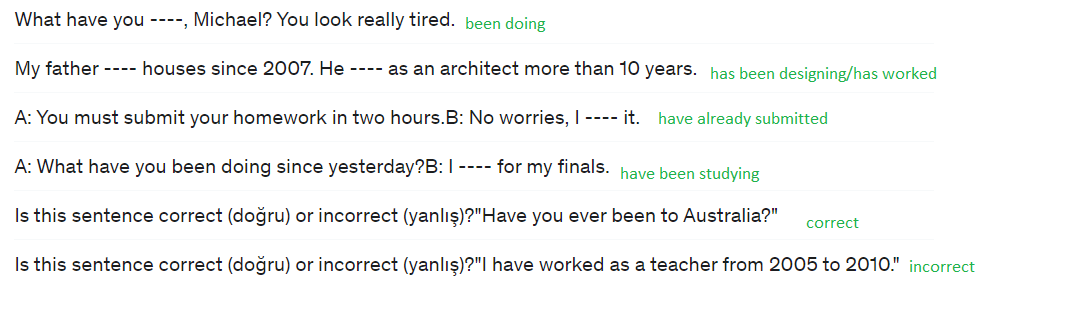 What have you ----, Michael? You look really tired. been doing
My father ---- houses since 2007. He ---- as an architect more than 10 years. has been designing/has worked
A: You must submit your homework in two hours.B: No worries, I ---- it. have already submitted
A: What have you been doing since yesterday?B: I ---- for my finals. have been studying
Is this sentence correct (doğru) or incorrect (yanlış)?"Have you ever been to Australia?" correct
Is this sentence correct (doğru) or incorrect (yanlış)?"I have worked as a teacher from 2005 to 2010." incorrect